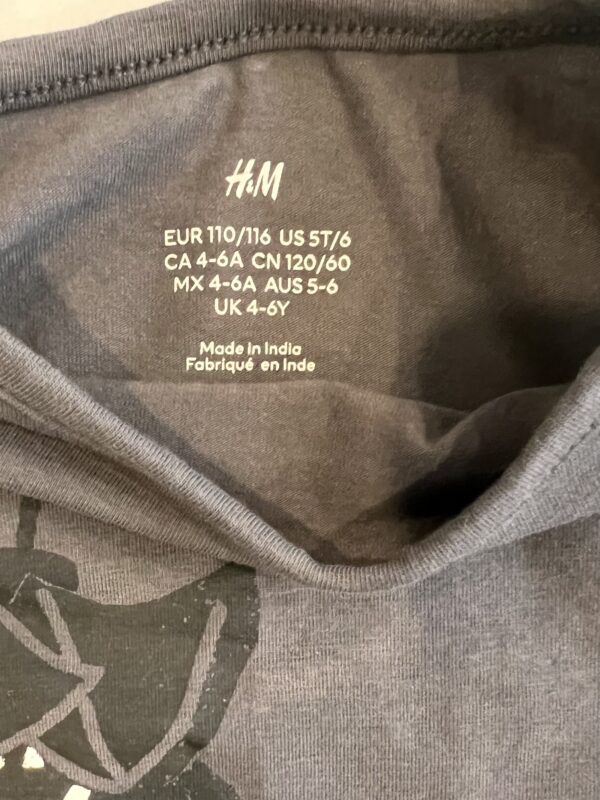 H&M
EUR 110/116 US 5T/6
CA 4-6A CN 120/60
MX 4-6A AUS 5-6
UK 4-6Y
Made in India
Fabriqué en Inde